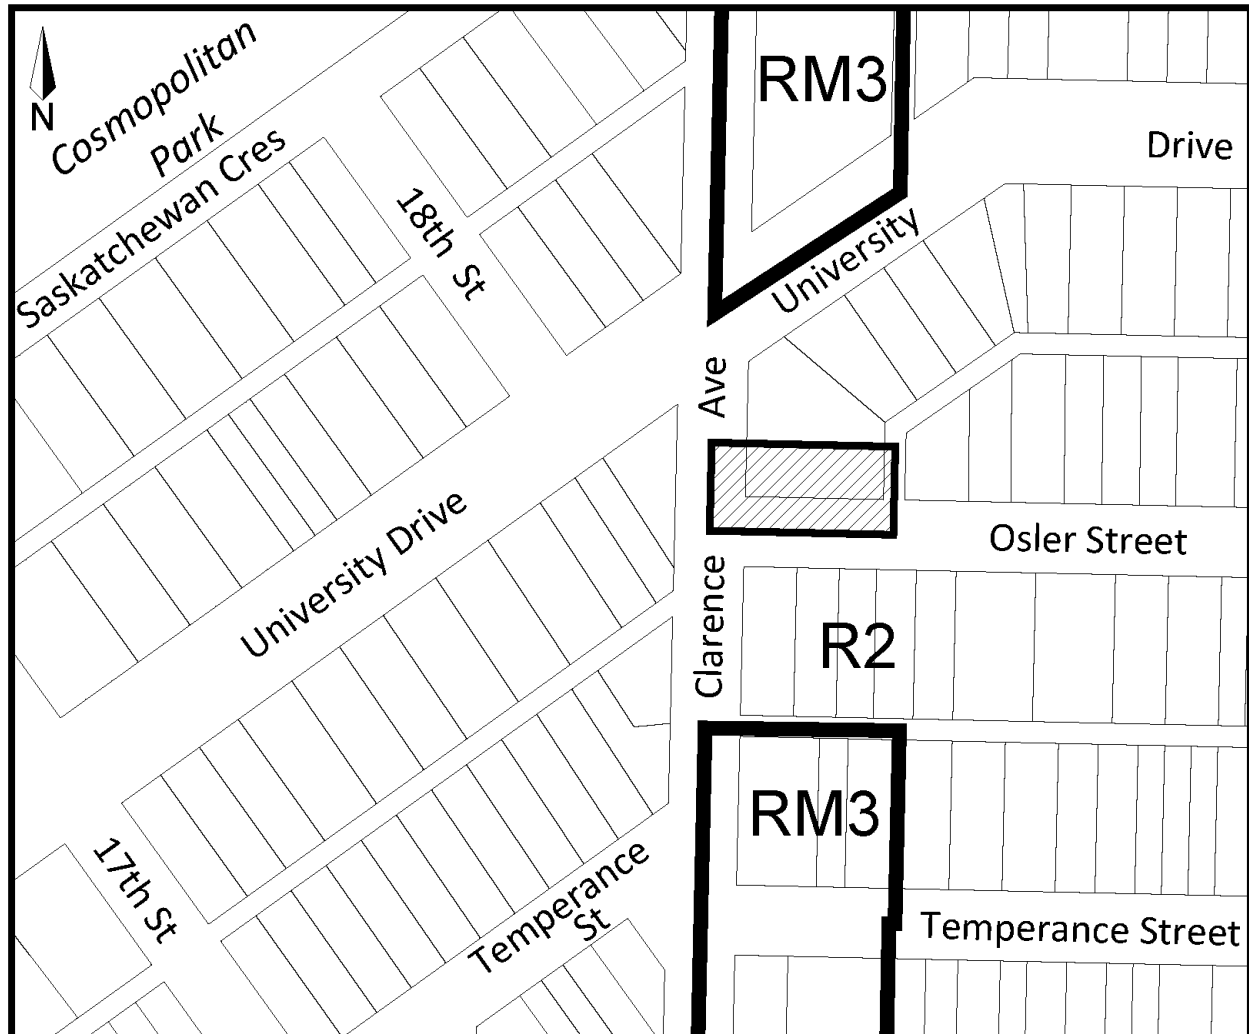 N
Cosmopolitan
Park
Saskatchewan Cres
18th St
RM3
Drive
University
Ave
University Drive
Osler Street
Clarence
R2
RM3
17th St
Temperance
St
Temperance Street